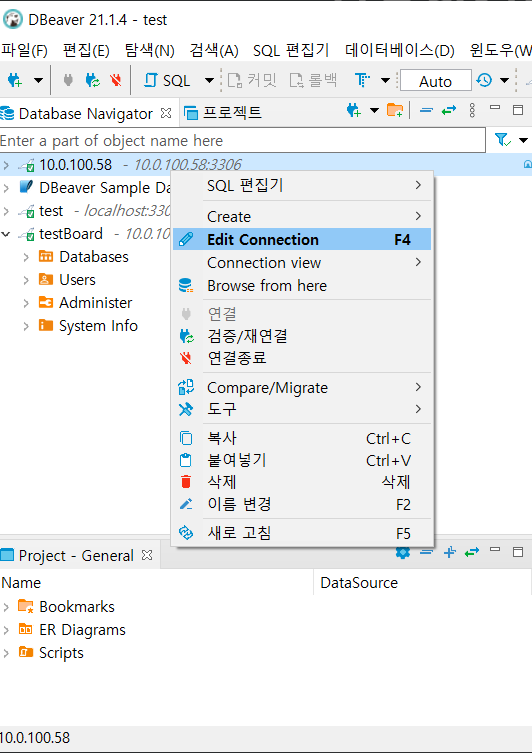 DBeaver 21.1.4 - test
파일(F) 편집(E) 탐색(N) 검색(A) SQL 편집기 데이터베이스(D) 윈도우(W
SQL 커밋 롤백 Auto
Database Navigator 프로젝트
Enter a part of object name here
10.0.100.58 - 10.0.100.58:3306
DBeaver Sample Da
test - localhost:330
testBoard - 10.0.10
Databases
Users
Administer
System Info
SQL 편집기
Create
Edit Connection F4
Connection view
Browse from here
연결
검증/재연결
연결종료
Compare/Migrate
도구
복사 Ctrl+C
붙여넣기 Ctrl+V
삭제 삭제
이름 변경 F2
새로 고침 F5
Project - General
Name DataSource
Bookmarks
ER Diagrams
Scripts
10.0.100.58